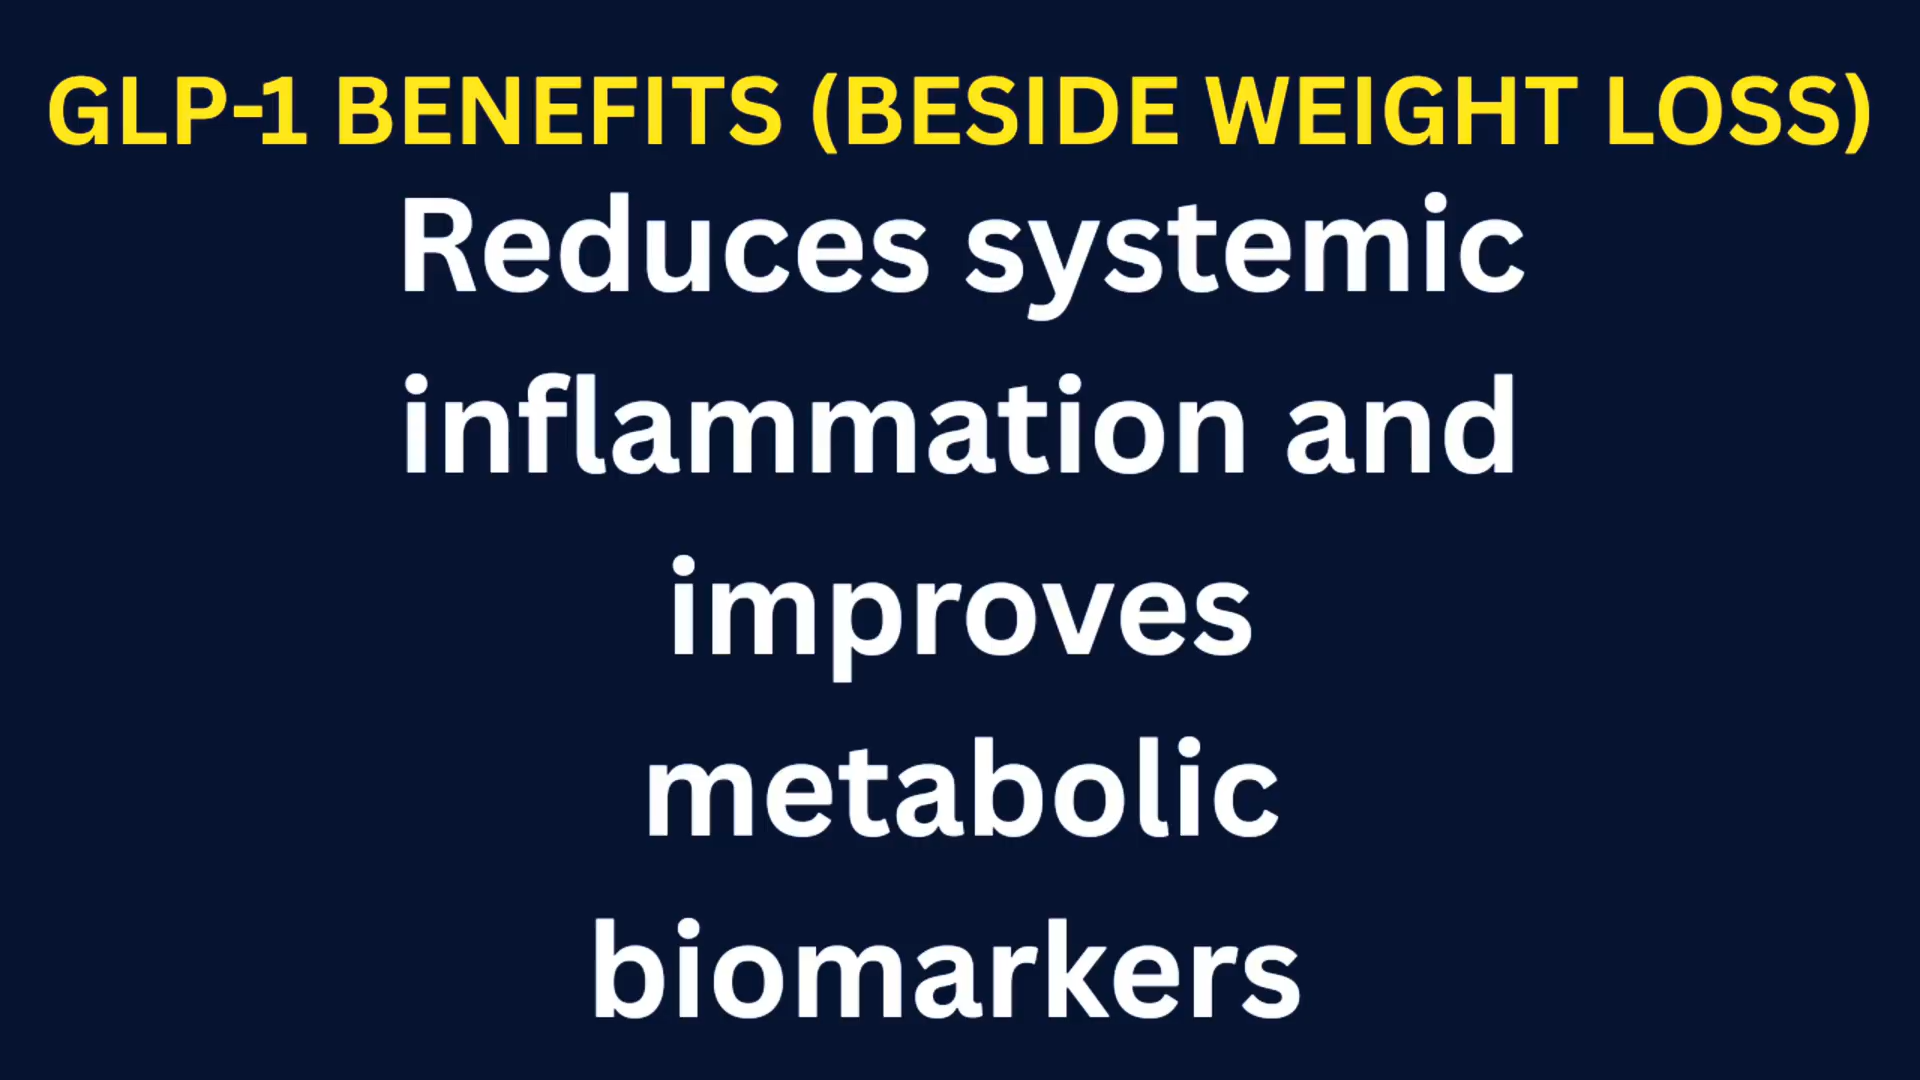 GLP-1 BENEFITS (BESIDE WEIGHT LOSS)
Reduces systemic
inflammation and
improves
metabolic
biomarkers